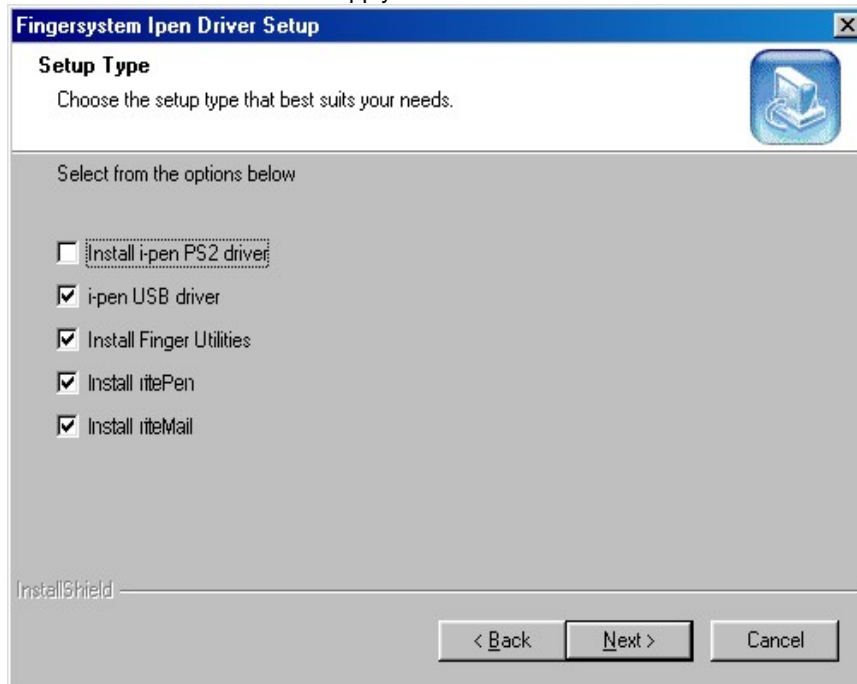 Fingersystem Ipen Driver Setup
Setup Type
Choose the setup type that best suits your needs.
Select from the options below
Install i-pen PS2 driver
i-pen USB driver
Install Finger Utilities
Install ritePen
Install riteMail
InstallShield
< Back Next > Cancel